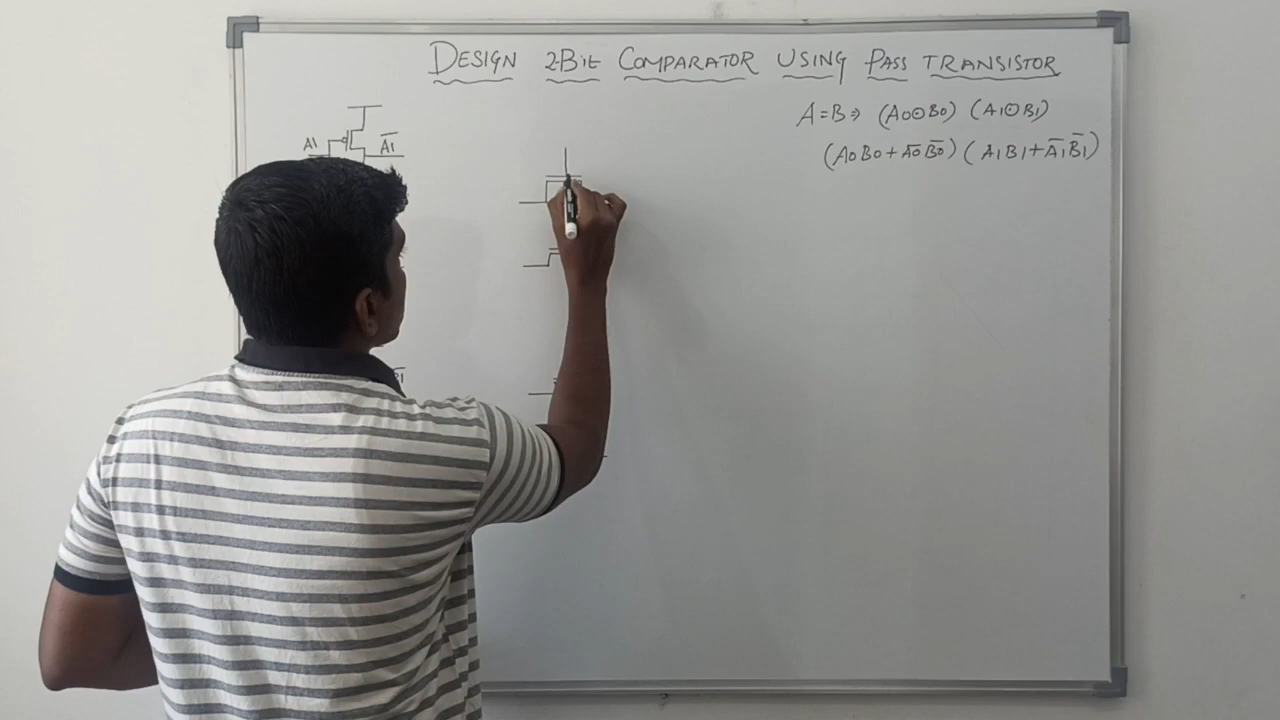 DESIGN 2-Bit COMPARATOR USING PASS TRANSISTOR
A=B⇒ (A0⊙B0) (A1⊙B1)
(A0B0+A̅0B̅0) (A1B1+A̅1B̅1)
A1 A̅1